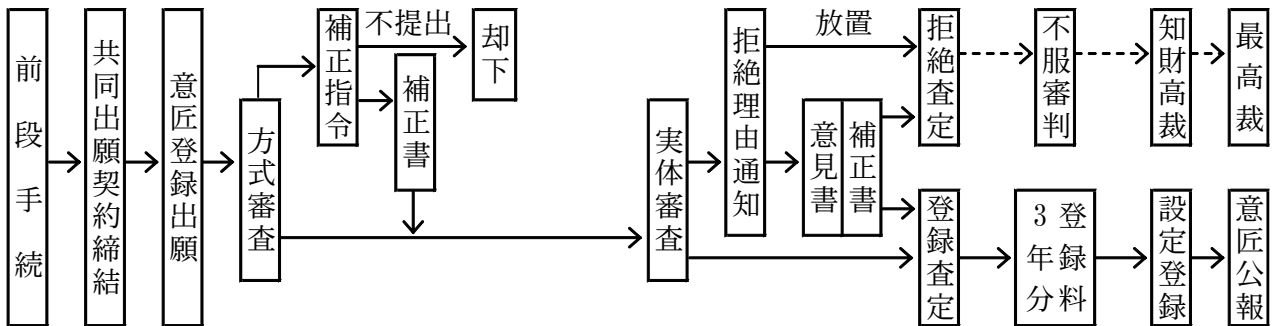 前段手続
共同出願契約締結
意匠登録出願
方式審査
補正指令
不提出
却下
補正書
実体審査
拒絶理由通知
放置
意見書
補正書
拒絶査定
不服審判
知財高裁
最高裁
登録査定
登録料
3年分
設定登録
意匠公報